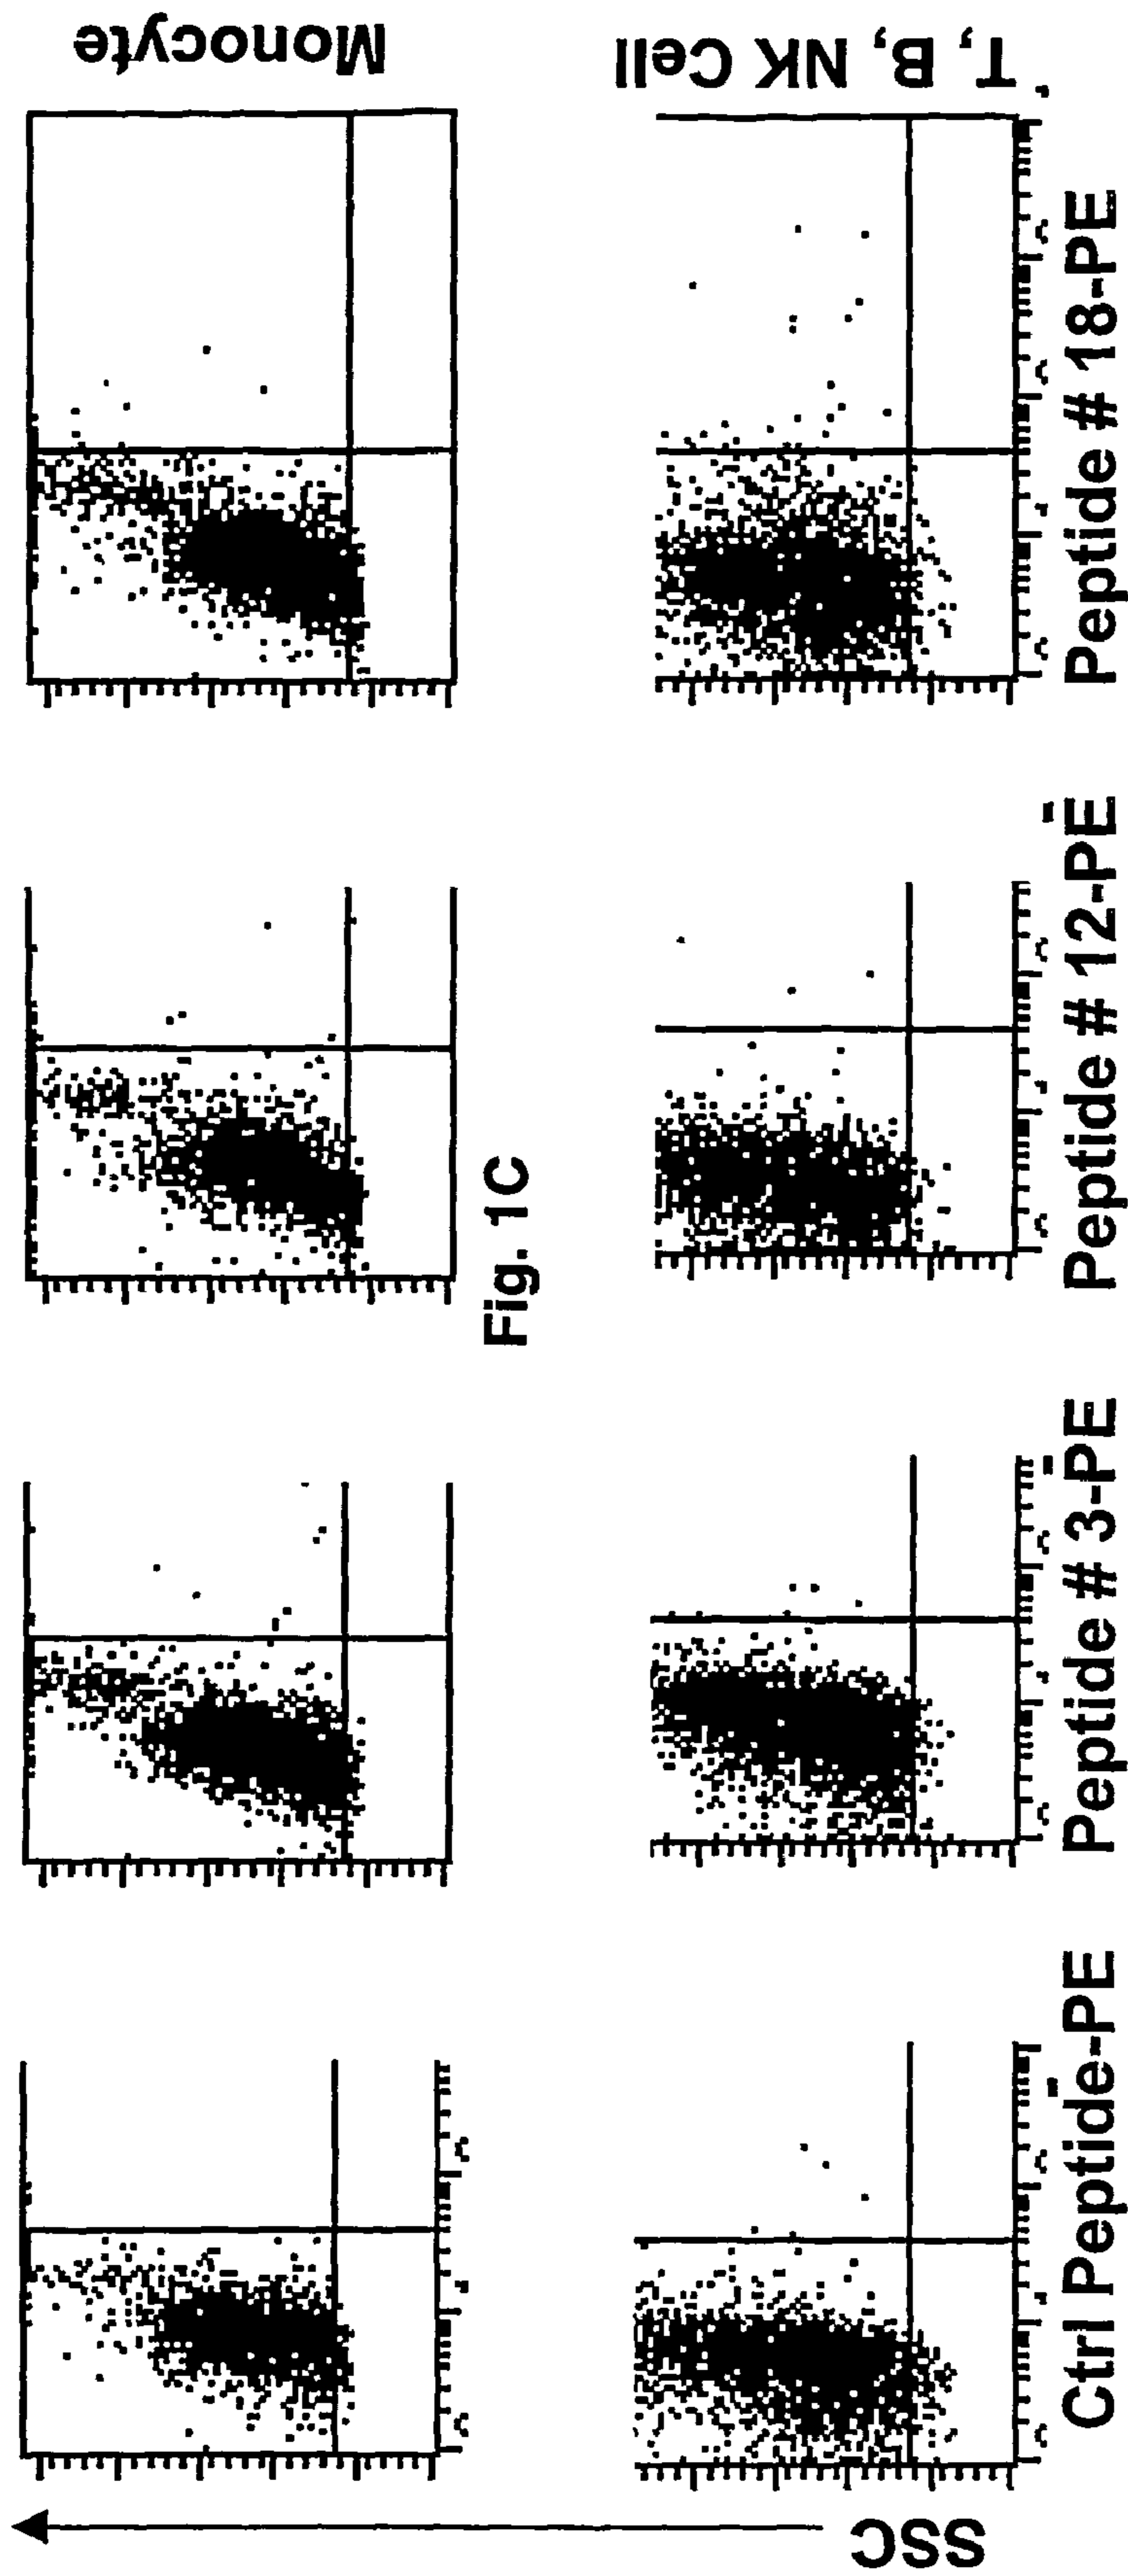 Monocyte
Fig. 1C
T, B, NK Cell
SSC
Ctrl Peptide-PE
Peptide # 3-PE
Peptide # 12-PE
Peptide # 18-PE